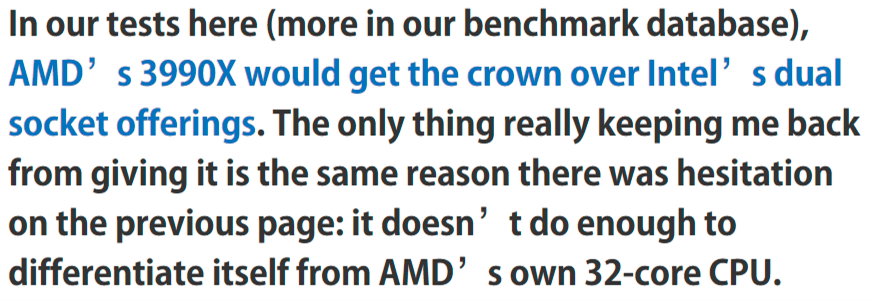 In our tests here (more in our benchmark database),
AMD’s 3990X would get the crown over Intel’s dual
socket offerings. The only thing really keeping me back
from giving it is the same reason there was hesitation
on the previous page: it doesn’t do enough to
differentiate itself from AMD’s own 32-core CPU.